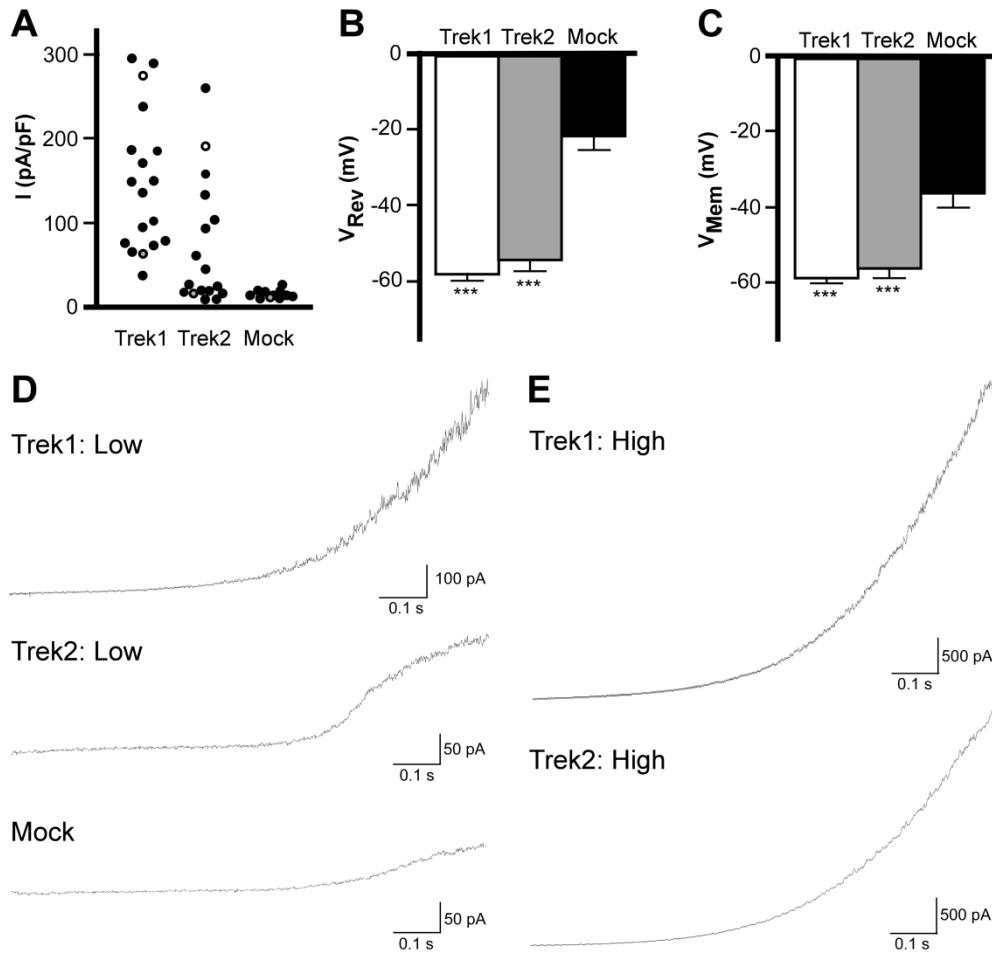 A
I (pA/pF)
300
200
100
0
Trek1 Trek2 Mock
B
Trek1 Trek2 Mock
VRev (mV)
0
-20
-40
-60
*** ***
C
Trek1 Trek2 Mock
VMem (mV)
0
-20
-40
-60
*** ***
D
Trek1: Low
100 pA
0.1 s
Trek2: Low
50 pA
0.1 s
Mock
50 pA
0.1 s
E
Trek1: High
500 pA
0.1 s
Trek2: High
500 pA
0.1 s